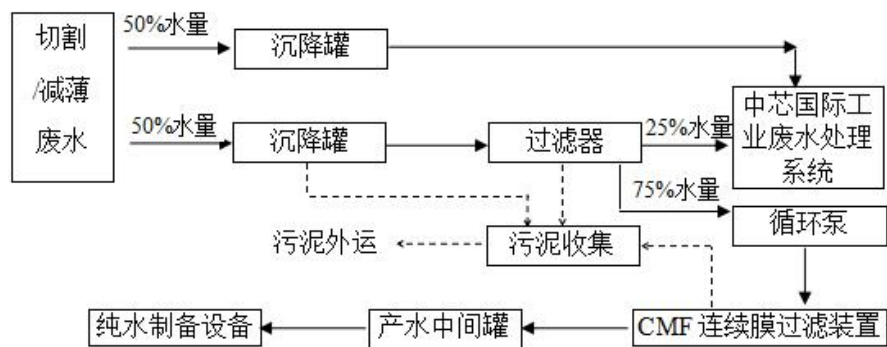 切割
/减薄
废水
50%水量
沉降罐
50%水量
沉降罐
过滤器
25%水量
中芯国际工
业废水处理
系统
75%水量
循环泵
污泥外运
污泥收集
纯水制备设备
产水中间罐
CMF 连续膜过滤装置